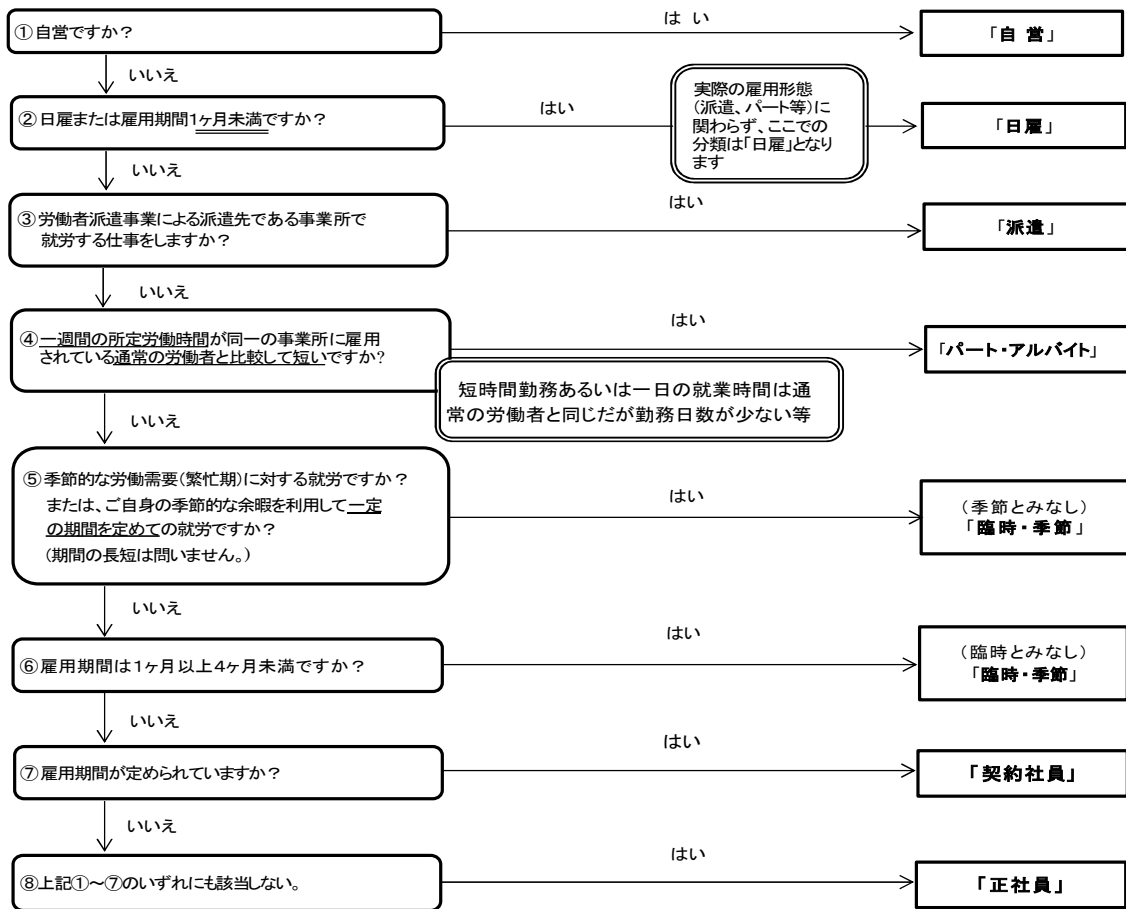 ①自営ですか？
は い
「自 営」
いいえ
②日雇または雇用期間1ヶ月未満ですか？
はい
実際の雇用形態
（派遣、パート等）に
関わらず、ここでの
分類は「日雇」となり
ます
「日雇」
いいえ
③労働者派遣事業による派遣先である事業所で
就労する仕事をしますか？
はい
「派遣」
いいえ
④一週間の所定労働時間が同一の事業所に雇用
されている通常の労働者と比較して短いですか？
はい
「パート・アルバイト」
短時間勤務あるいは一日の就業時間は通
常の労働者と同じだが勤務日数が少ない等
いいえ
⑤季節的な労働需要（繁忙期）に対する就労ですか？
または、ご自身の季節的な余暇を利用して一定
の期間を定めての就労ですか？
（期間の長短は問いません。）
はい
（季節とみなし）
「臨時・季節」
いいえ
⑥雇用期間は1ヶ月以上4ヶ月未満ですか？
はい
（臨時とみなし）
「臨時・季節」
いいえ
⑦雇用期間が定められていますか？
はい
「契約社員」
いいえ
⑧上記①～⑦のいずれにも該当しない。
はい
「正社員」